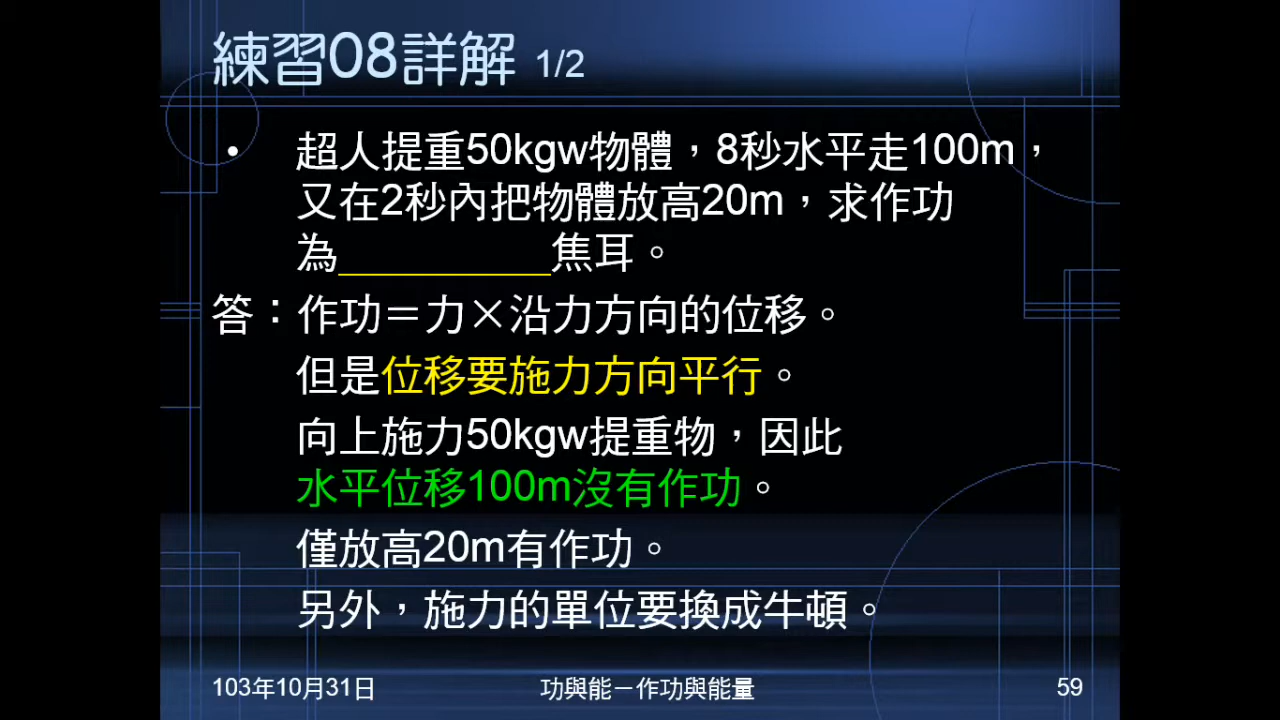 練習08詳解 1/2
• 超人提重50kgw物體，8秒水平走100m，
又在2秒內把物體放高20m，求作功
為__________焦耳。
答：作功＝力×沿力方向的位移。
但是位移要施力方向平行。
向上施力50kgw提重物，因此
水平位移100m沒有作功。
僅放高20m有作功。
另外，施力的單位要換成牛頓。
103年10月31日 功與能－作功與能量 59